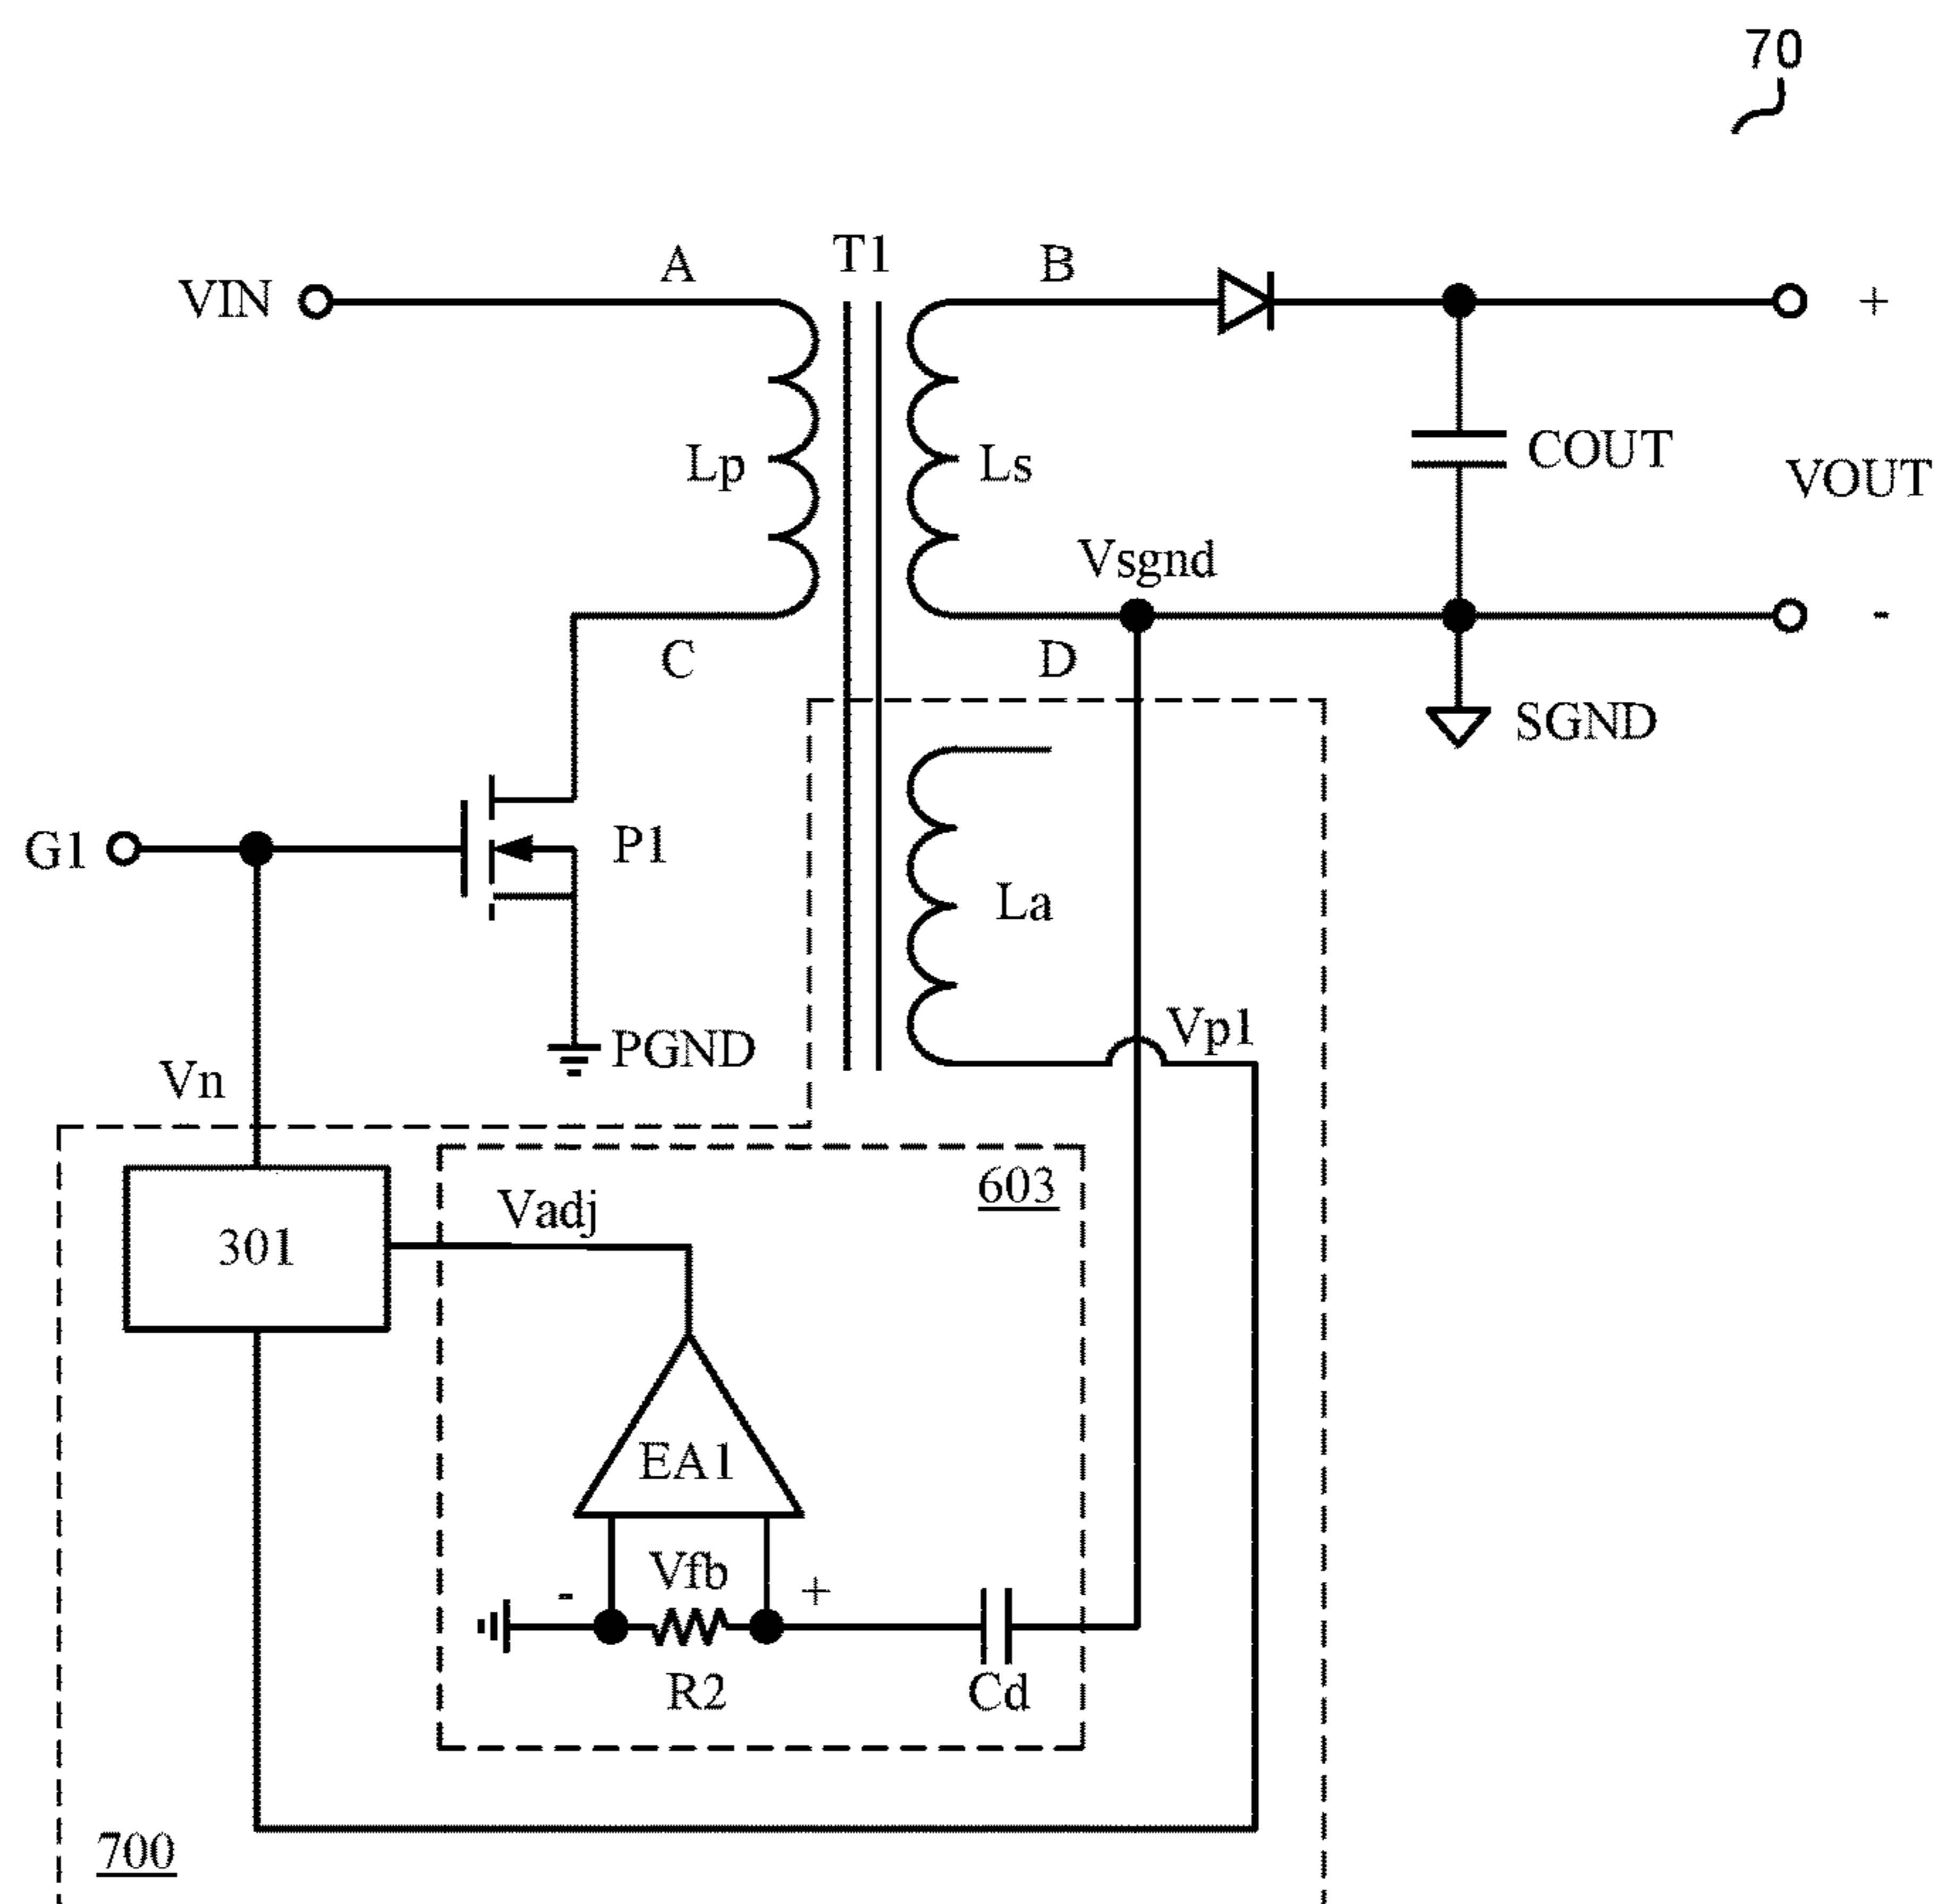 70
A
T1
B
VIN
+
Lp
Ls
COUT
VOUT
Vsgnd
-
C
D
SGND
G1
P1
La
Vp1
PGND
Vn
603
Vadj
301
EA1
Vfb
-
+
R2
Cd
700